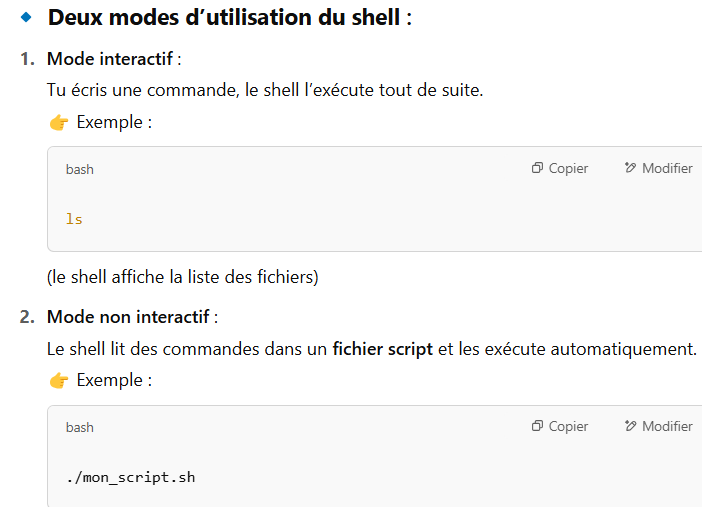 Deux modes d’utilisation du shell :
1. Mode interactif :
Tu écris une commande, le shell l’exécute tout de suite.
👉 Exemple :
bash Copier Modifier
ls
(le shell affiche la liste des fichiers)
2. Mode non interactif :
Le shell lit des commandes dans un fichier script et les exécute automatiquement.
👉 Exemple :
bash Copier Modifier
./mon_script.sh